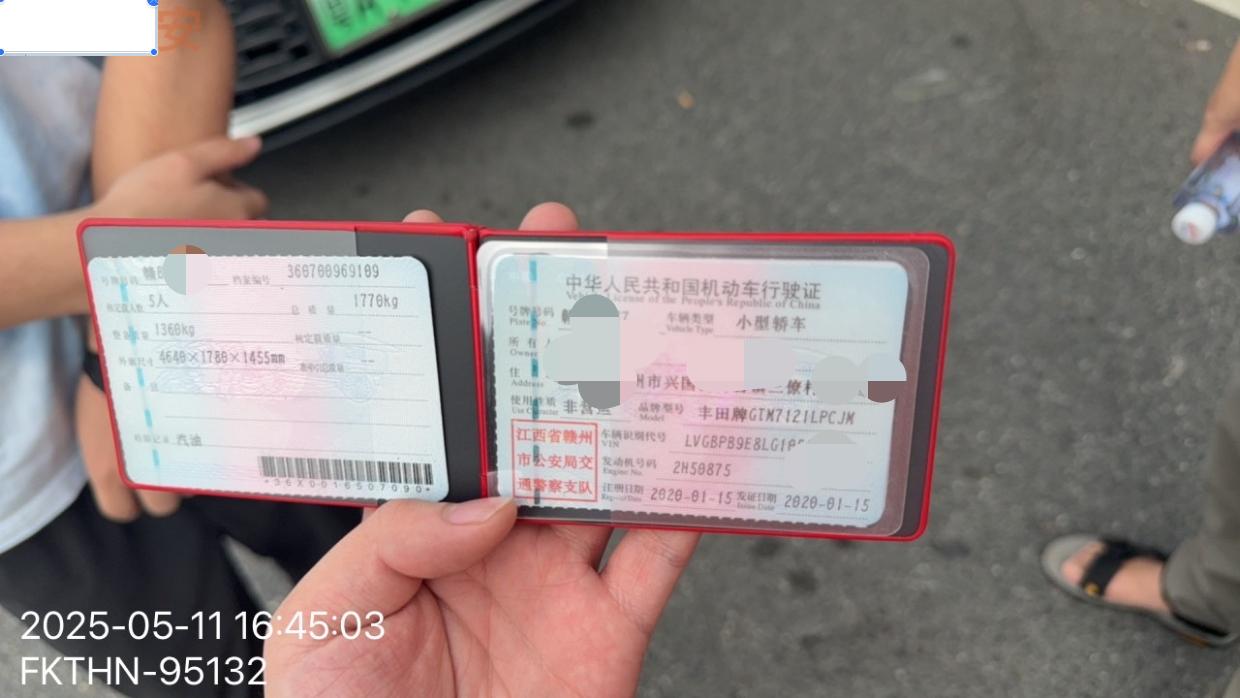 安
号牌号码 赣B 档案编号 360700969109
核定载人数 5人 总质量 1770kg
整备质量 1360kg 核定载质量 --
外廓尺寸 4640×1780×1455mm 准牵引总质量 --
备注
检验记录 汽油
*36X0016507090*
中华人民共和国机动车行驶证
Vehicle License of the People's Republic of China
号牌号码 7 车辆类型 小型轿车
Plate No. Vehicle Type
所有人
Owner
住 州市兴国
Address
使用性质 非营运 品牌型号 丰田牌GTM7121LPCJM
Use Character Model
江西省赣州
市公安局交
通警察支队
车辆识别代号 LVGBPB9E8LG1
VIN
发动机号码 2H50875
Engine No.
注册日期 2020-01-15 发证日期 2020-01-15
Register Date Issue Date
2025-05-11 16:45:03
FKTHN-95132